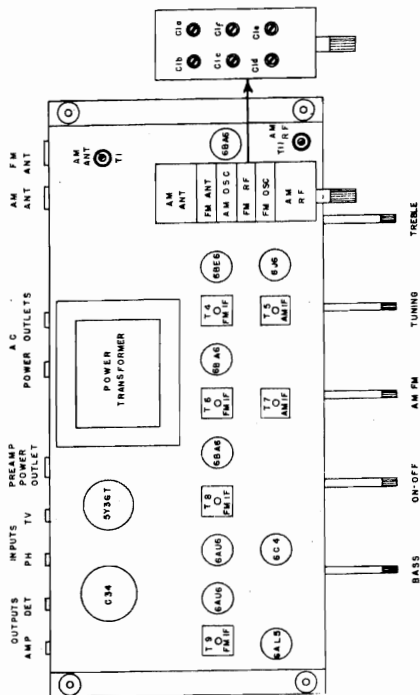 C1a C1f C1e
C1b C1c C1d
OUTPUTS
AMP DET
INPUTS
PH TV
PREAMP
POWER
OUTLET
AC
POWER OUTLETS
AM
ANT
FM
ANT
AM
ANT
T1
POWER
TRANSFORMER
C34
5Y3GT
6BA6
AM
T11
RF
AM
ANT
FM ANT
AM OSC
FM RF
FM OSC
AM
RF
T9
FM IF
6AU6
6AU6
T8
FM IF
6BA6
T6
FM IF
6BA6
T4
FM IF
6BE6
6AL5
6C4
T7
AM IF
T5
AM IF
6J6
BASS
ON-OFF
AM FM
TUNING
TREBLE